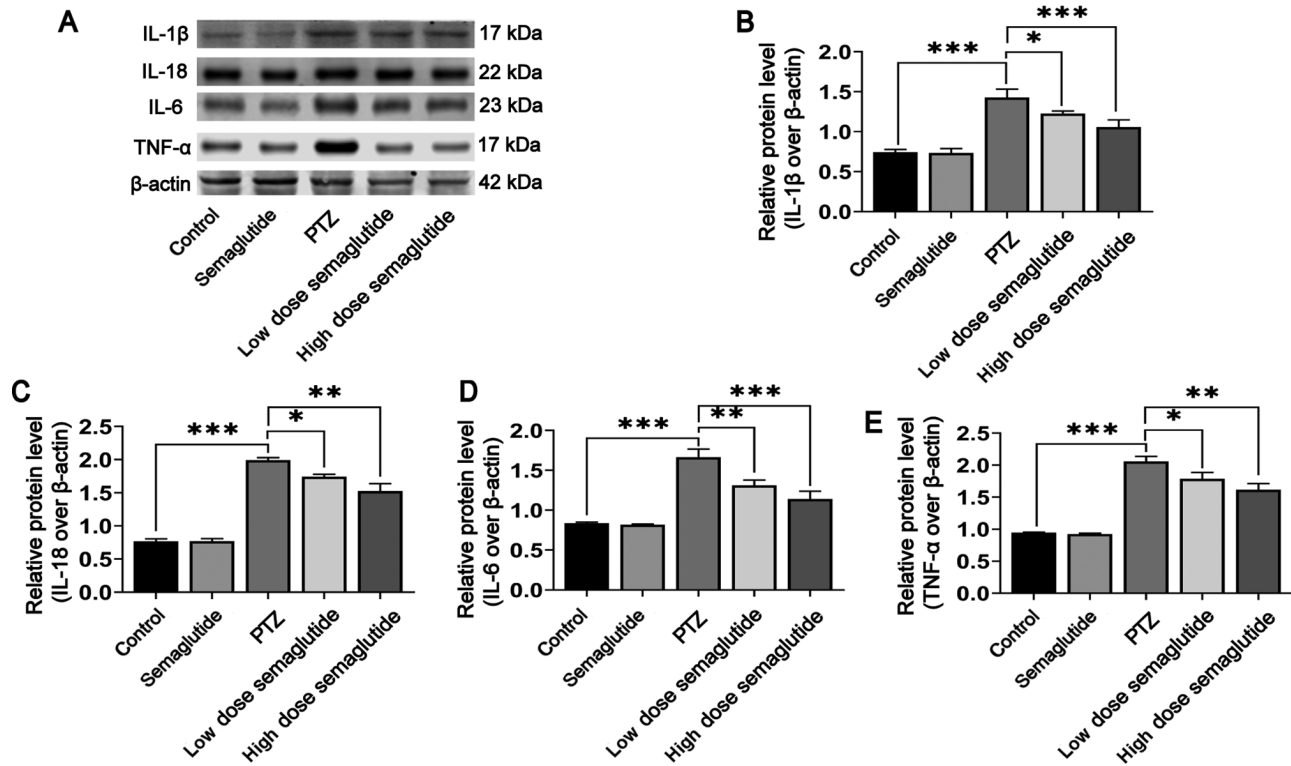 A
IL-1β 17 kDa
IL-18 22 kDa
IL-6 23 kDa
TNF-α 17 kDa
β-actin 42 kDa
Control
Semaglutide
PTZ
Low dose semaglutide
High dose semaglutide
B
Relative protein level
(IL-1β over β-actin)
2.0
1.5
1.0
0.5
0.0
***
*
***
Control
Semaglutide
PTZ
Low dose semaglutide
High dose semaglutide
C
Relative protein level
(IL-18 over β-actin)
2.5
2.0
1.5
1.0
0.5
0.0
***
*
**
Control
Semaglutide
PTZ
Low dose semaglutide
High dose semaglutide
D
Relative protein level
(IL-6 over β-actin)
2.0
1.5
1.0
0.5
0.0
***
**
***
Control
Semaglutide
PTZ
Low dose semaglutide
High dose semaglutide
E
Relative protein level
(TNF-α over β-actin)
2.5
2.0
1.5
1.0
0.5
0.0
***
*
**
Control
Semaglutide
PTZ
Low dose semaglutide
High dose semaglutide